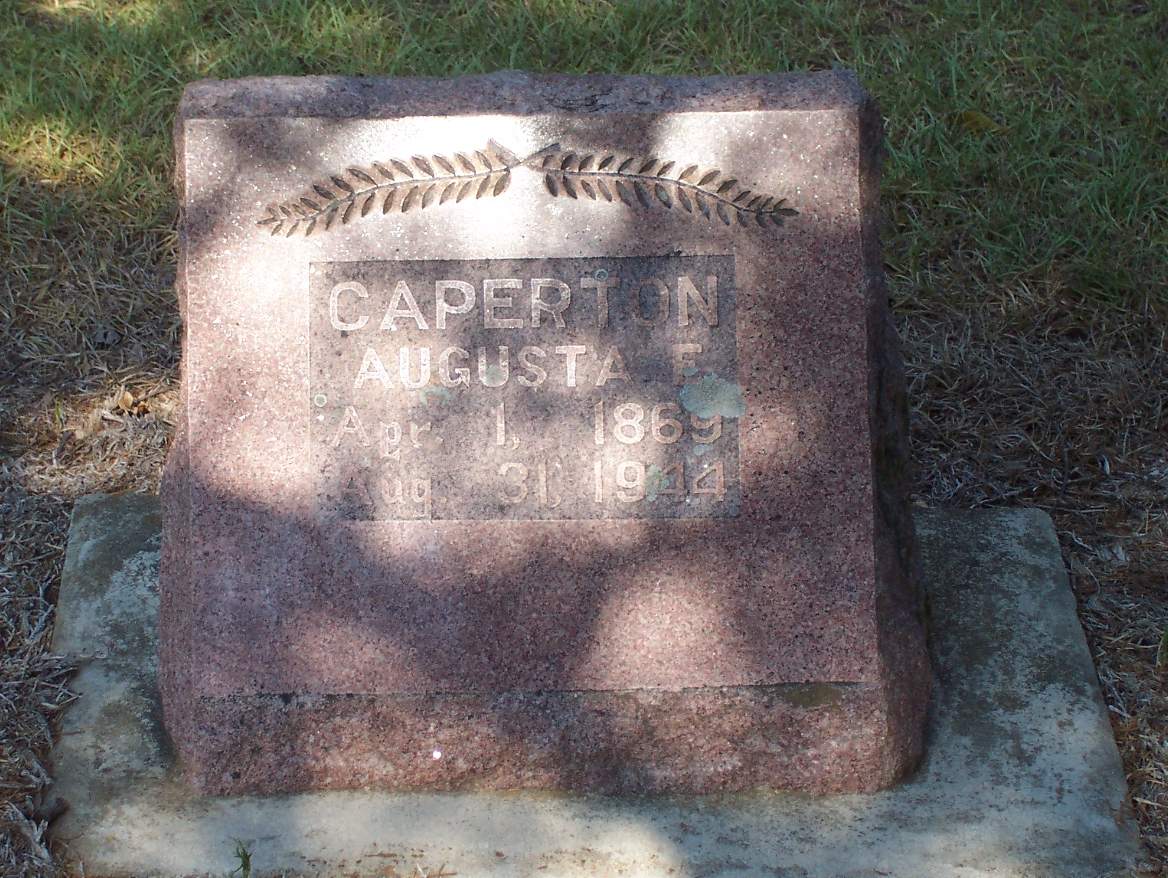 CAPERTON
AUGUSTA F.
Apr. 1, 1869
Aug. 31, 1944